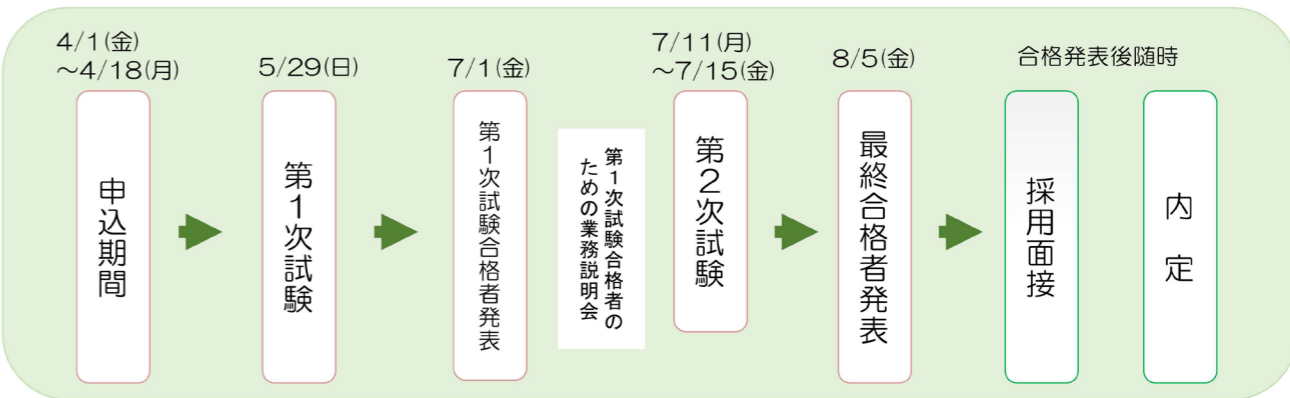 4/1(金)
～4/18(月)
申込期間
5/29(日)
第1次試験
7/1(金)
第1次試験合格者発表
第1次試験合格者の
ための業務説明会
7/11(月)
～7/15(金)
第2次試験
8/5(金)
最終合格者発表
合格発表後随時
採用面接
内定